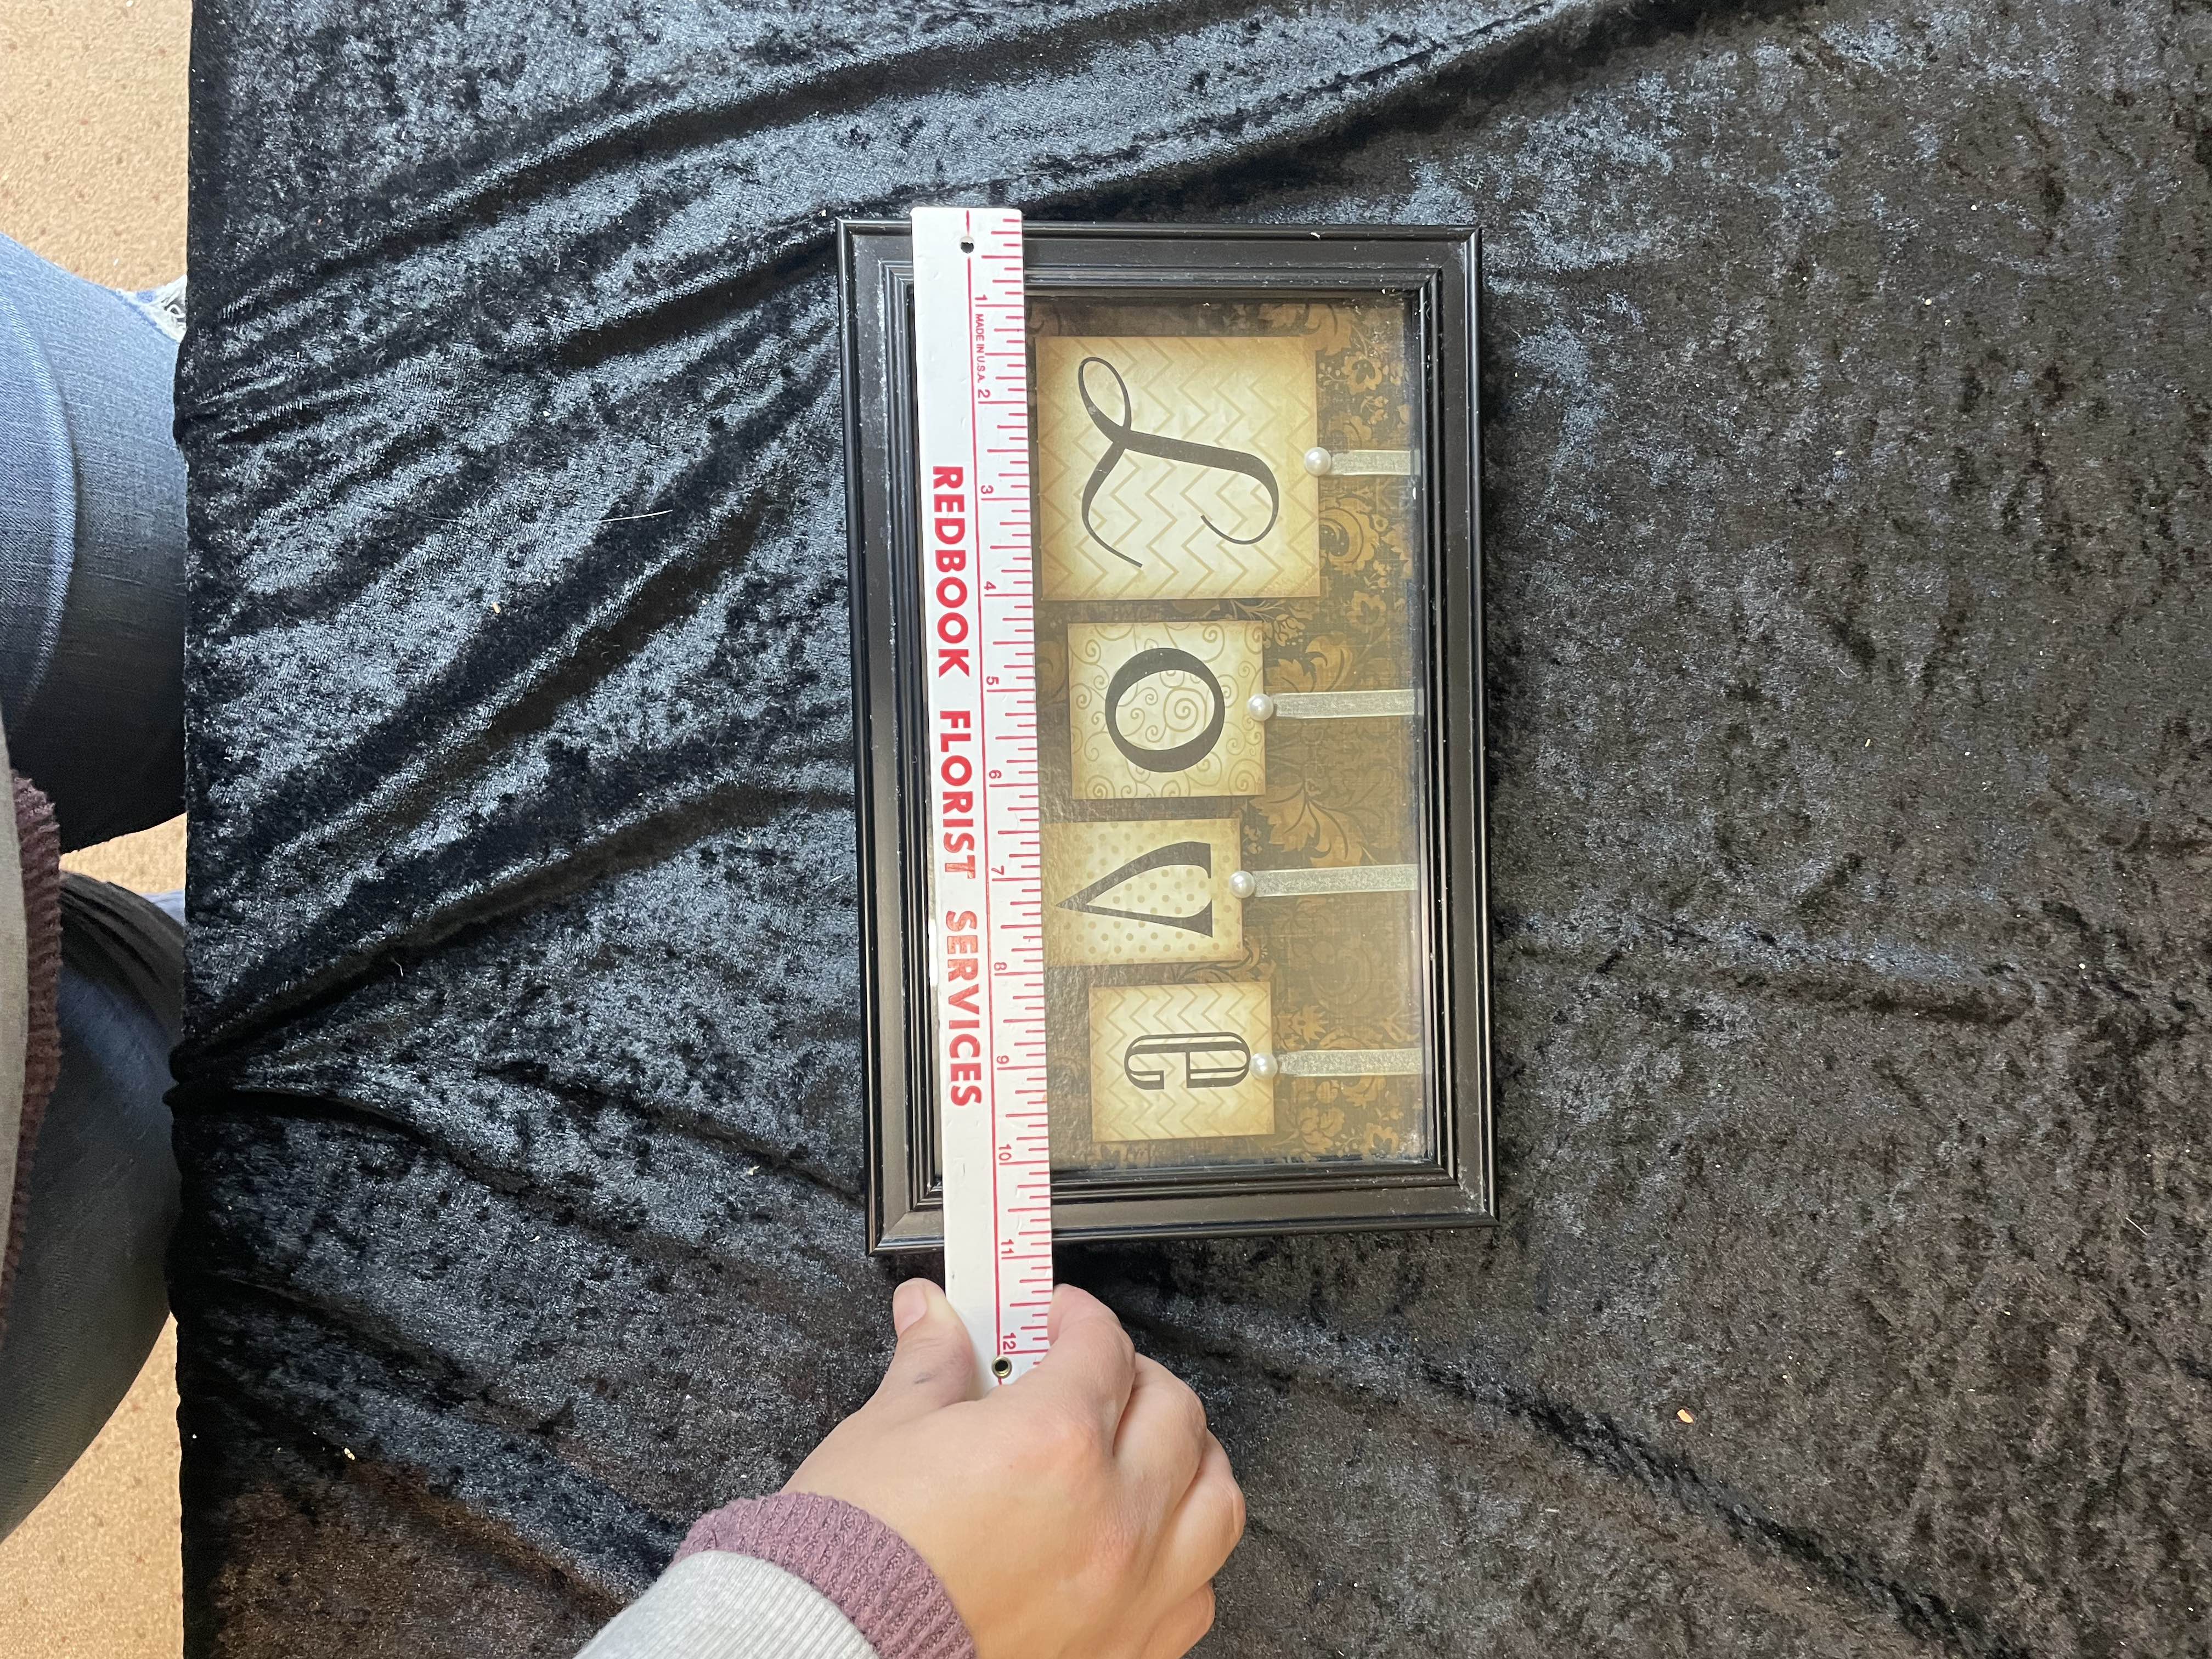 Love
1 2 3 4 5 6 7 8 9 10 11 12
MADE IN U.S.A.
REDBOOK FLORIST SERVICES